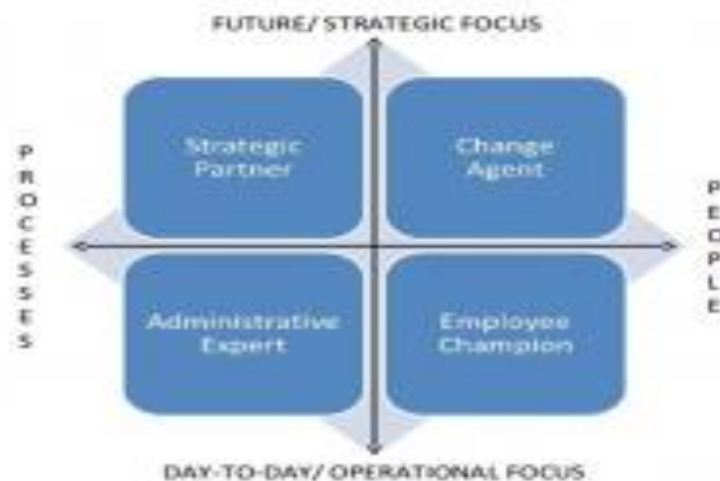 FUTURE/ STRATEGIC FOCUS
PROCESSES
Strategic
Partner
Change
Agent
PEOPLE
Administrative
Expert
Employee
Champion
DAY-TO-DAY/ OPERATIONAL FOCUS